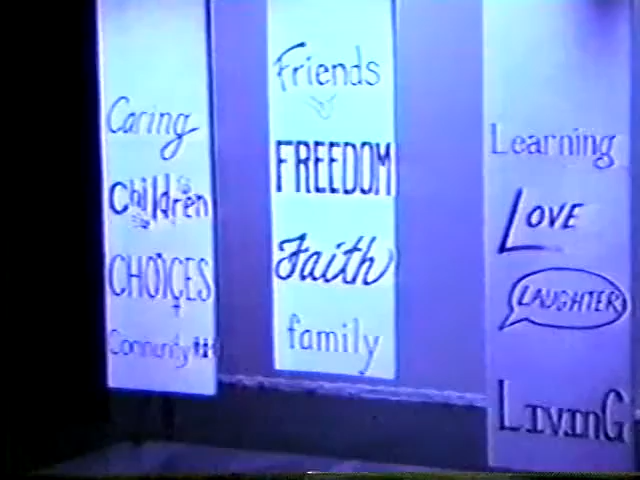 Caring
Children
CHOICES
Community
Friends
FREEDOM
Faith
family
Learning
LOVE
LAUGHTER
LIVING